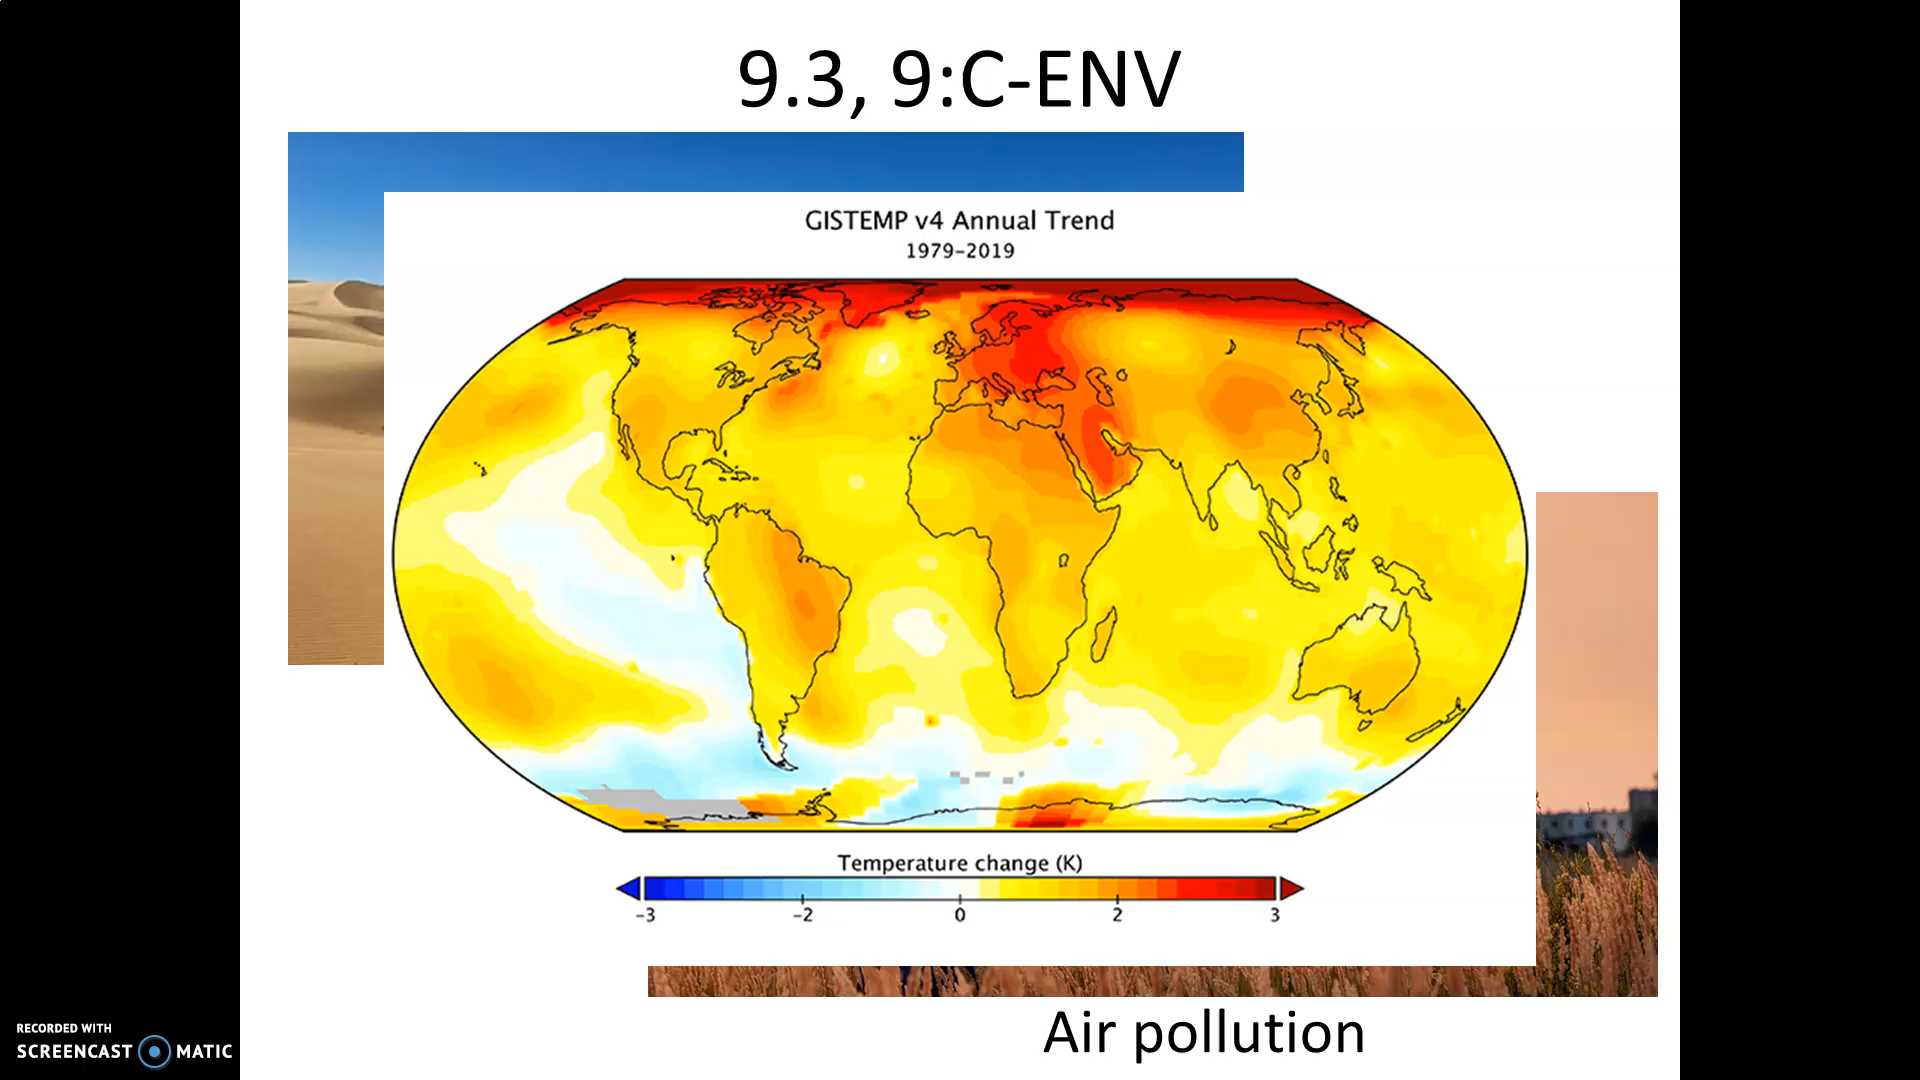 9.3, 9:C-ENV
GISTEMP v4 Annual Trend
1979-2019
Temperature change (K)
-3 -2 0 2 3
Air pollution
RECORDED WITH
SCREENCAST MATIC